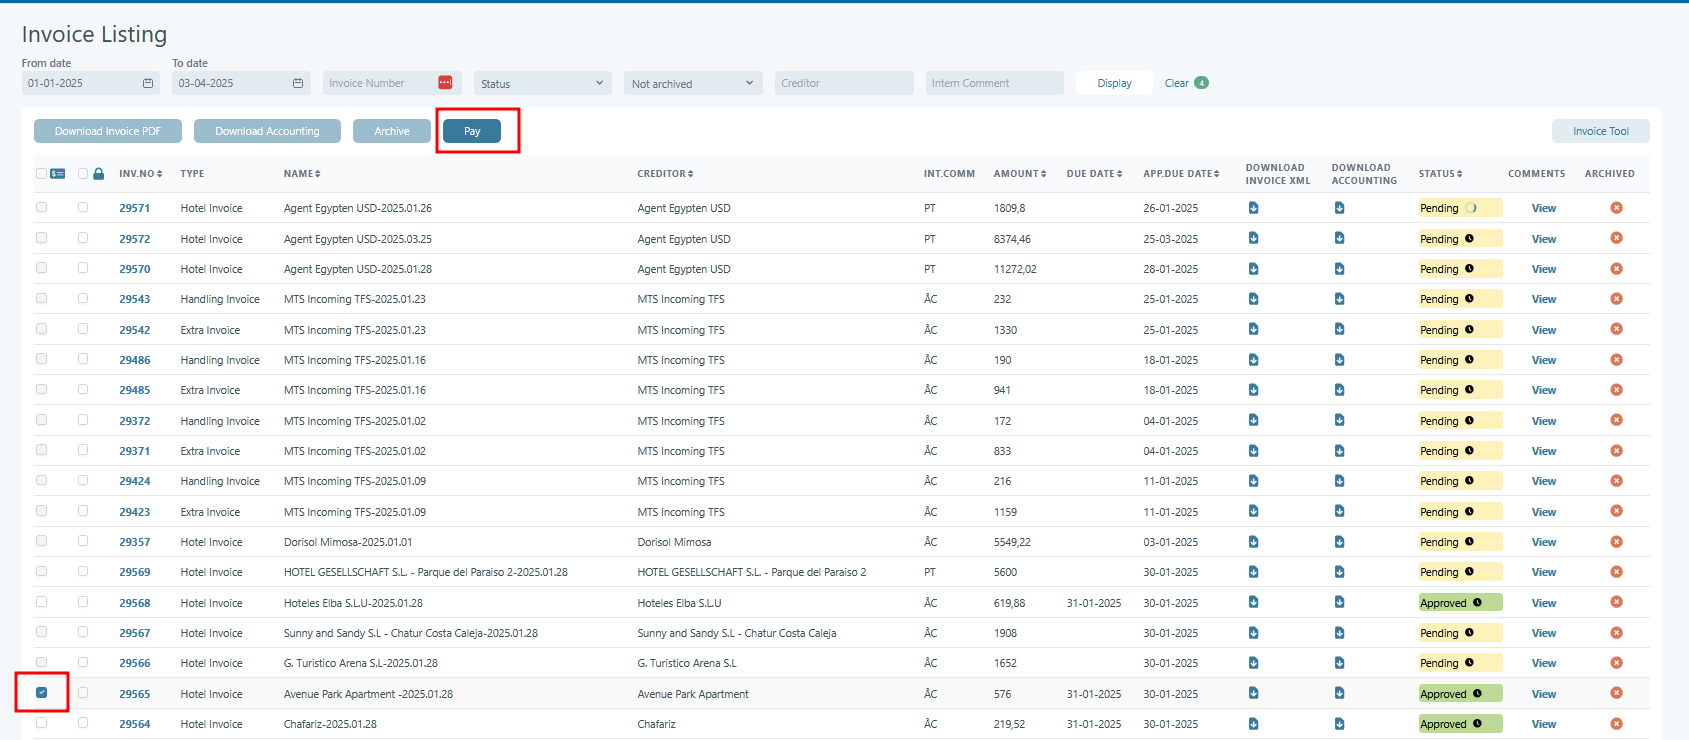 Invoice Listing
From date To date
01-01-2025 03-04-2025 Invoice Number Status Not archived Creditor Intern Comment Display Clear 4
Download Invoice PDF Download Accounting Archive Pay Invoice Tool
INV.NO TYPE NAME CREDITOR INT.COMM AMOUNT DUE DATE APP.DUE DATE DOWNLOAD INVOICE XML DOWNLOAD ACCOUNTING STATUS COMMENTS ARCHIVED
29571 Hotel Invoice Agent Egypten USD-2025.01.26 Agent Egypten USD PT 1809,8 26-01-2025 Pending View
29572 Hotel Invoice Agent Egypten USD-2025.03.25 Agent Egypten USD PT 8374,46 25-03-2025 Pending View
29570 Hotel Invoice Agent Egypten USD-2025.01.28 Agent Egypten USD PT 11272,02 28-01-2025 Pending View
29543 Handling Invoice MTS Incoming TFS-2025.01.23 MTS Incoming TFS ÅC 232 25-01-2025 Pending View
29542 Extra Invoice MTS Incoming TFS-2025.01.23 MTS Incoming TFS ÅC 1330 25-01-2025 Pending View
29486 Handling Invoice MTS Incoming TFS-2025.01.16 MTS Incoming TFS ÅC 190 18-01-2025 Pending View
29485 Extra Invoice MTS Incoming TFS-2025.01.16 MTS Incoming TFS ÅC 941 18-01-2025 Pending View
29372 Handling Invoice MTS Incoming TFS-2025.01.02 MTS Incoming TFS ÅC 172 04-01-2025 Pending View
29371 Extra Invoice MTS Incoming TFS-2025.01.02 MTS Incoming TFS ÅC 833 04-01-2025 Pending View
29424 Handling Invoice MTS Incoming TFS-2025.01.09 MTS Incoming TFS ÅC 216 11-01-2025 Pending View
29423 Extra Invoice MTS Incoming TFS-2025.01.09 MTS Incoming TFS ÅC 1159 11-01-2025 Pending View
29357 Hotel Invoice Dorisol Mimosa-2025.01.01 Dorisol Mimosa ÅC 5549,22 03-01-2025 Pending View
29569 Hotel Invoice HOTEL GESELLSCHAFT S.L. - Parque del Paraiso 2-2025.01.28 HOTEL GESELLSCHAFT S.L. - Parque del Paraiso 2 PT 5600 30-01-2025 Pending View
29568 Hotel Invoice Hoteles Elba S.L.U-2025.01.28 Hoteles Elba S.L.U ÅC 619,88 31-01-2025 30-01-2025 Approved View
29567 Hotel Invoice Sunny and Sandy S.L - Chatur Costa Caleja-2025.01.28 Sunny and Sandy S.L - Chatur Costa Caleja ÅC 1908 30-01-2025 Pending View
29566 Hotel Invoice G. Turistico Arena S.L-2025.01.28 G. Turistico Arena S.L ÅC 1652 30-01-2025 Pending View
29565 Hotel Invoice Avenue Park Apartment -2025.01.28 Avenue Park Apartment ÅC 576 31-01-2025 30-01-2025 Approved View
29564 Hotel Invoice Chafariz-2025.01.28 Chafariz ÅC 219,52 31-01-2025 30-01-2025 Approved View